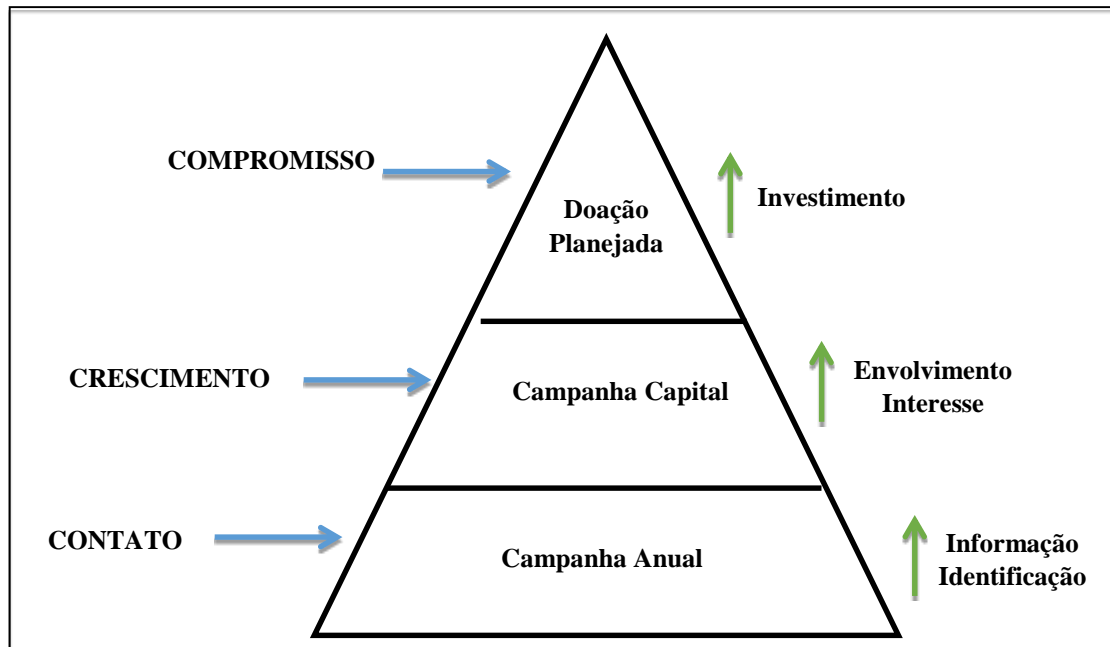 COMPROMISSO
Doação
Planejada
Investimento
CRESCIMENTO
Campanha Capital
Envolvimento
Interesse
CONTATO
Campanha Anual
Informação
Identificação